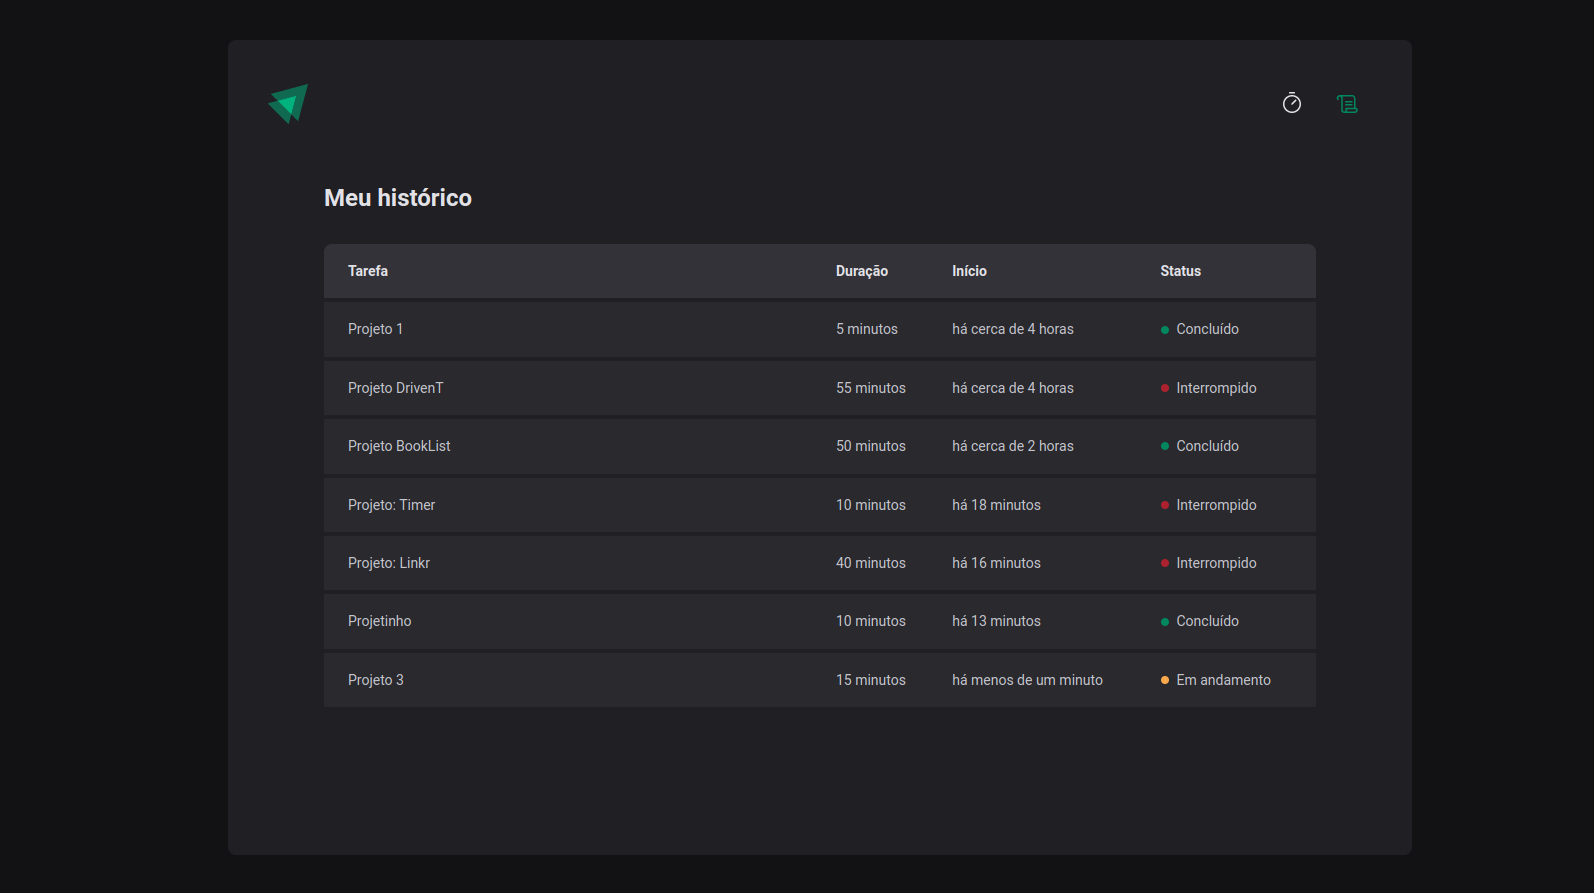 Meu histórico
Tarefa Duração Início Status
Projeto 1 5 minutos há cerca de 4 horas Concluído
Projeto DrivenT 55 minutos há cerca de 4 horas Interrompido
Projeto BookList 50 minutos há cerca de 2 horas Concluído
Projeto: Timer 10 minutos há 18 minutos Interrompido
Projeto: Linkr 40 minutos há 16 minutos Interrompido
Projetinho 10 minutos há 13 minutos Concluído
Projeto 3 15 minutos há menos de um minuto Em andamento